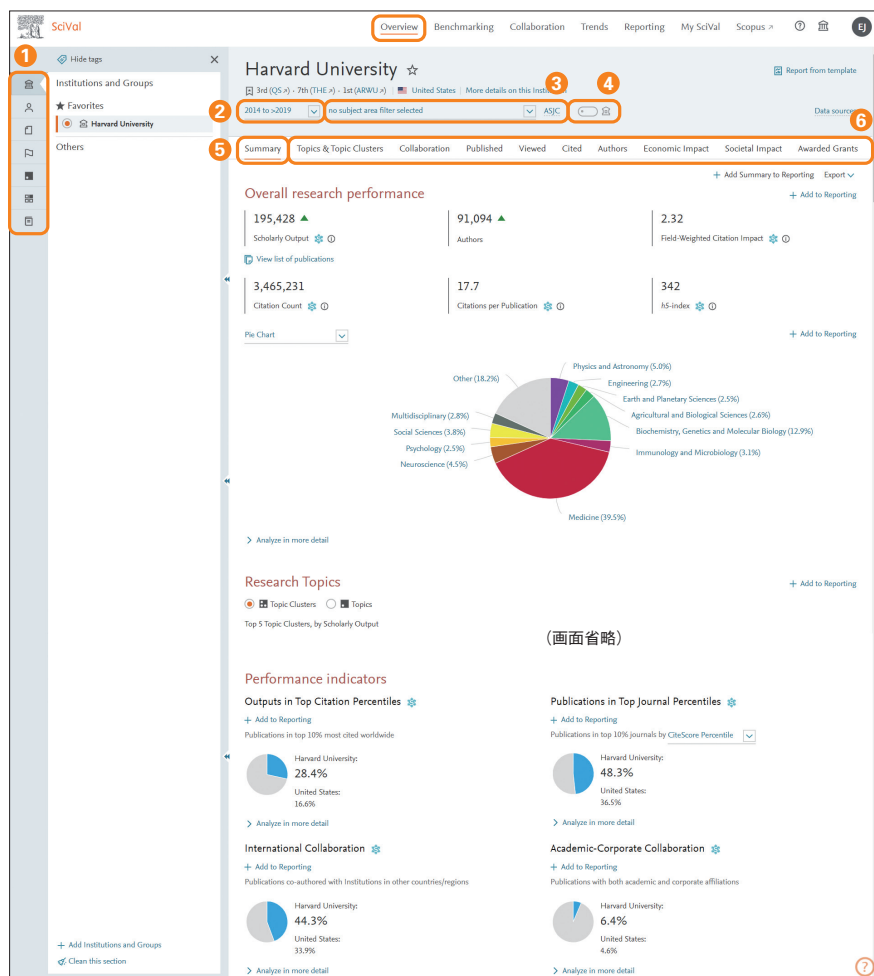 SciVal
Overview Benchmarking Collaboration Trends Reporting My SciVal Scopus ↗ ? EJ
1
Hide tags ×
Institutions and Groups
★ Favorites
Harvard University
Others
Harvard University ☆
Report from template
3rd (QS ↗) · 7th (THE ↗) · 1st (ARWU ↗) United States More details on this Insti
3 4
2 2014 to >2019 no subject area filter selected ASJC
Data sources
6
5 Summary Topics & Topic Clusters Collaboration Published Viewed Cited Authors Economic Impact Societal Impact Awarded Grants
+ Add Summary to Reporting Export
Overall research performance
+ Add to Reporting
195,428 ▲ 91,094 ▲ 2.32
Scholarly Output Authors Field-Weighted Citation Impact
View list of publications
3,465,231 17.7 342
Citation Count Citations per Publication h5-index
Pie Chart + Add to Reporting
Physics and Astronomy (5.0%)
Other (18.2%)
Engineering (2.7%)
Earth and Planetary Sciences (2.5%)
Multidisciplinary (2.8%)
Agricultural and Biological Sciences (2.6%)
Social Sciences (3.8%)
Biochemistry, Genetics and Molecular Biology (12.9%)
Psychology (2.5%)
Immunology and Microbiology (3.1%)
Neuroscience (4.5%)
Medicine (39.5%)
> Analyze in more detail
Research Topics
+ Add to Reporting
Topic Clusters Topics
Top 5 Topic Clusters, by Scholarly Output
（画面省略）
Performance indicators
Outputs in Top Citation Percentiles
+ Add to Reporting
Publications in top 10% most cited worldwide
Harvard University:
28.4%
United States:
16.6%
> Analyze in more detail
Publications in Top Journal Percentiles
+ Add to Reporting
Publications in top 10% journals by CiteScore Percentile
Harvard University:
48.3%
United States:
36.5%
> Analyze in more detail
International Collaboration
+ Add to Reporting
Publications co-authored with Institutions in other countries/regions
Harvard University:
44.3%
United States:
33.9%
> Analyze in more detail
Academic-Corporate Collaboration
+ Add to Reporting
Publications with both academic and corporate affiliations
Harvard University:
6.4%
United States:
4.6%
> Analyze in more detail
+ Add Institutions and Groups
Clean this section
?